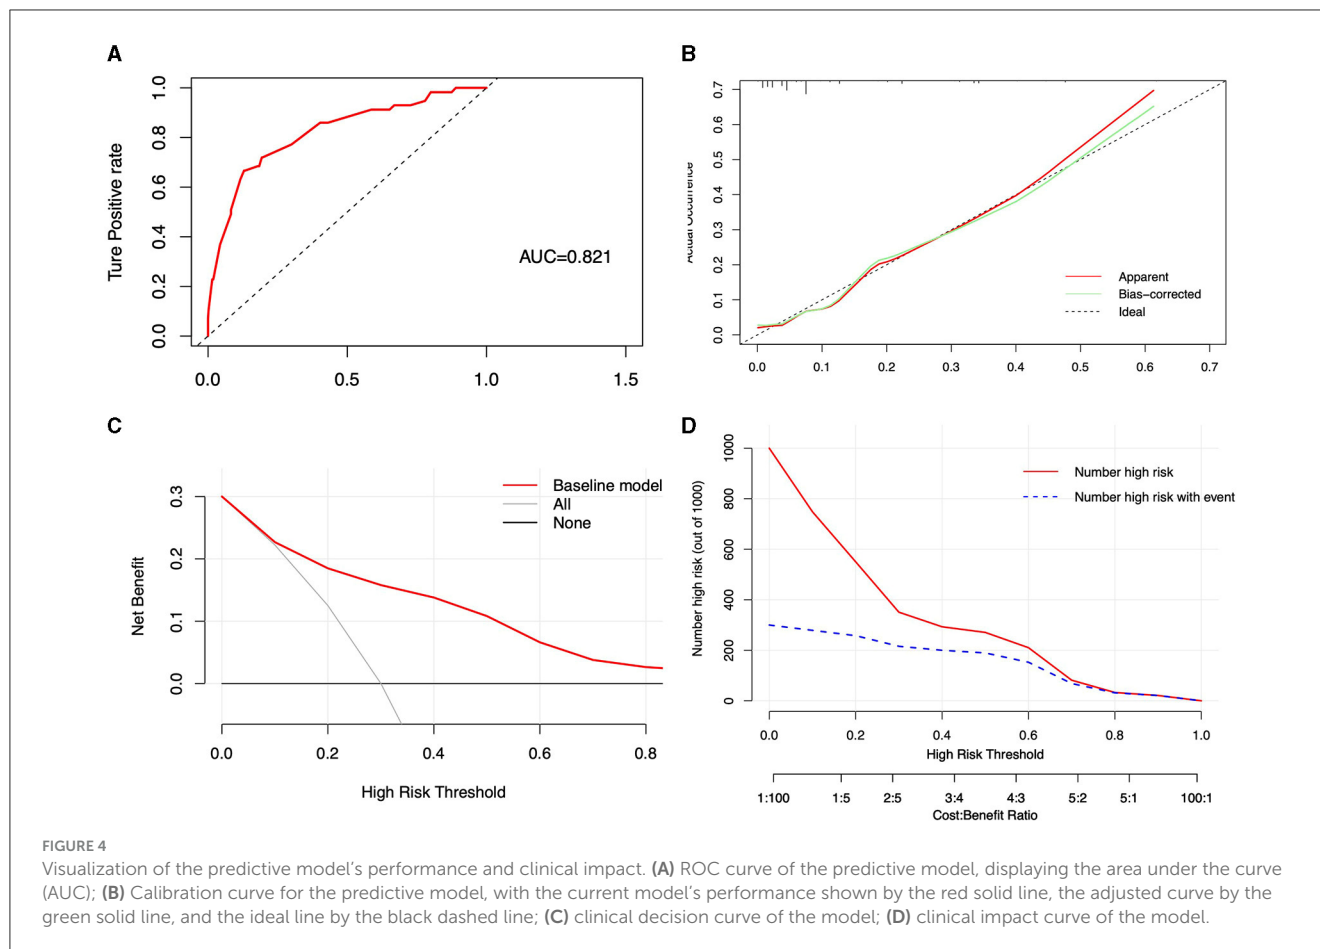 A
Ture Positive rate
0.0
0.2
0.4
0.6
0.8
1.0
AUC=0.821
0.0
0.5
1.0
1.5
B
Actual Occurrence
0.0
0.1
0.2
0.3
0.4
0.5
0.6
0.7
Apparent
Bias-corrected
Ideal
0.0
0.1
0.2
0.3
0.4
0.5
0.6
0.7
C
Net Benefit
0.0
0.1
0.2
0.3
Baseline model
All
None
0.0
0.2
0.4
0.6
0.8
High Risk Threshold
D
Number high risk (out of 1000)
0
200
400
600
800
1000
Number high risk
Number high risk with event
0.0
0.2
0.4
0.6
0.8
1.0
High Risk Threshold
1:100
1:5
2:5
3:4
4:3
5:2
5:1
100:1
Cost:Benefit Ratio
FIGURE 4
Visualization of the predictive model's performance and clinical impact. (A) ROC curve of the predictive model, displaying the area under the curve
(AUC); (B) Calibration curve for the predictive model, with the current model's performance shown by the red solid line, the adjusted curve by the
green solid line, and the ideal line by the black dashed line; (C) clinical decision curve of the model; (D) clinical impact curve of the model.